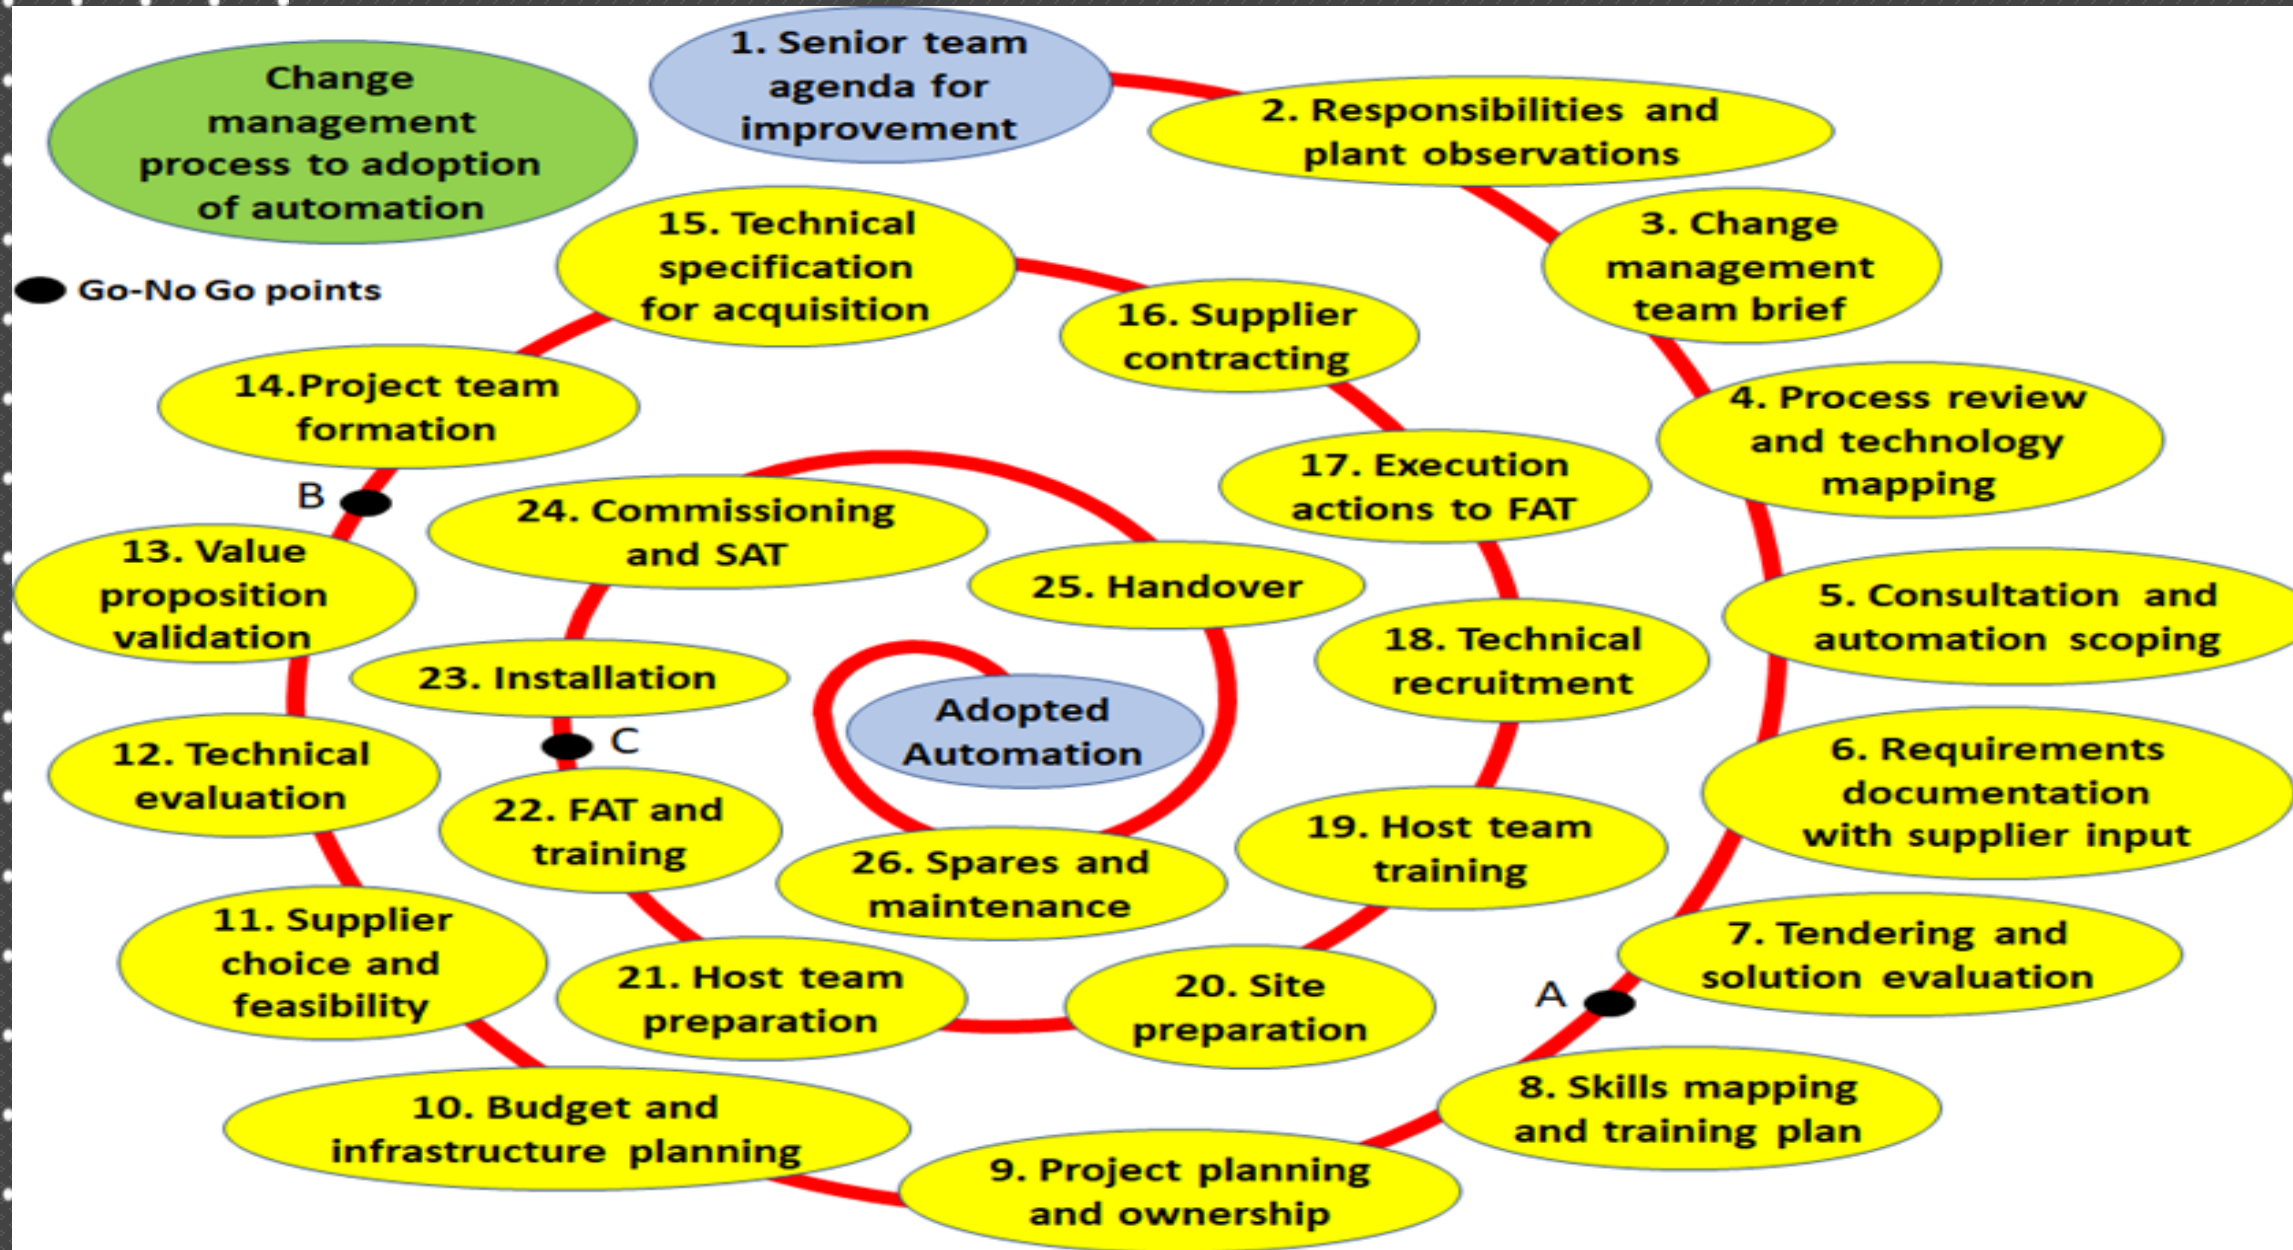 Change
management
process to adoption
of automation
Go-No Go points
1. Senior team
agenda for
improvement
2. Responsibilities and
plant observations
3. Change
management
team brief
4. Process review
and technology
mapping
5. Consultation and
automation scoping
6. Requirements
documentation
with supplier input
7. Tendering and
solution evaluation
A
8. Skills mapping
and training plan
9. Project planning
and ownership
10. Budget and
infrastructure planning
11. Supplier
choice and
feasibility
12. Technical
evaluation
13. Value
proposition
validation
B
14.Project team
formation
15. Technical
specification
for acquisition
16. Supplier
contracting
17. Execution
actions to FAT
18. Technical
recruitment
19. Host team
training
20. Site
preparation
21. Host team
preparation
22. FAT and
training
C
23. Installation
24. Commissioning
and SAT
25. Handover
26. Spares and
maintenance
Adopted
Automation